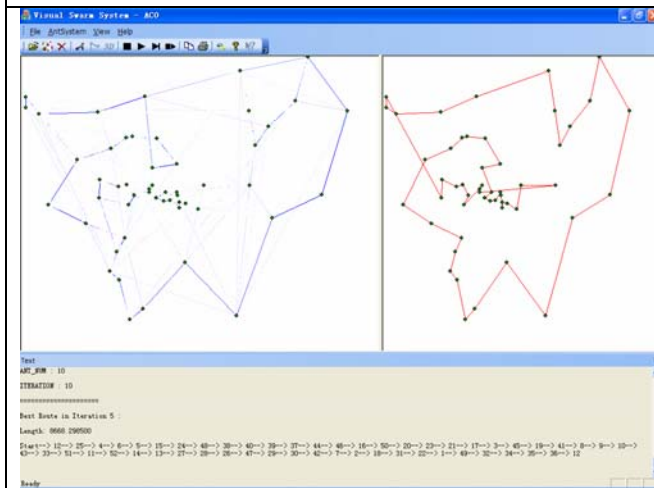 Visual Swarm System - ACO
File AntSystem View Help
Text
ANT_NUM : 10
ITERATION : 10
Best Route in Iteration 5 :
Length: 8666.298500
Start--> 12--> 25--> 4--> 6--> 5--> 15--> 24--> 48--> 38--> 40--> 39--> 37--> 44--> 46--> 16--> 50--> 20--> 23--> 21--> 17--> 3--> 45--> 19--> 41--> 8--> 9--> 10-->
43--> 33--> 51--> 11--> 52--> 14--> 13--> 27--> 28--> 26--> 47--> 29--> 30--> 42--> 7--> 2--> 18--> 31--> 22--> 1--> 49--> 32--> 34--> 35--> 36--> 12
Ready